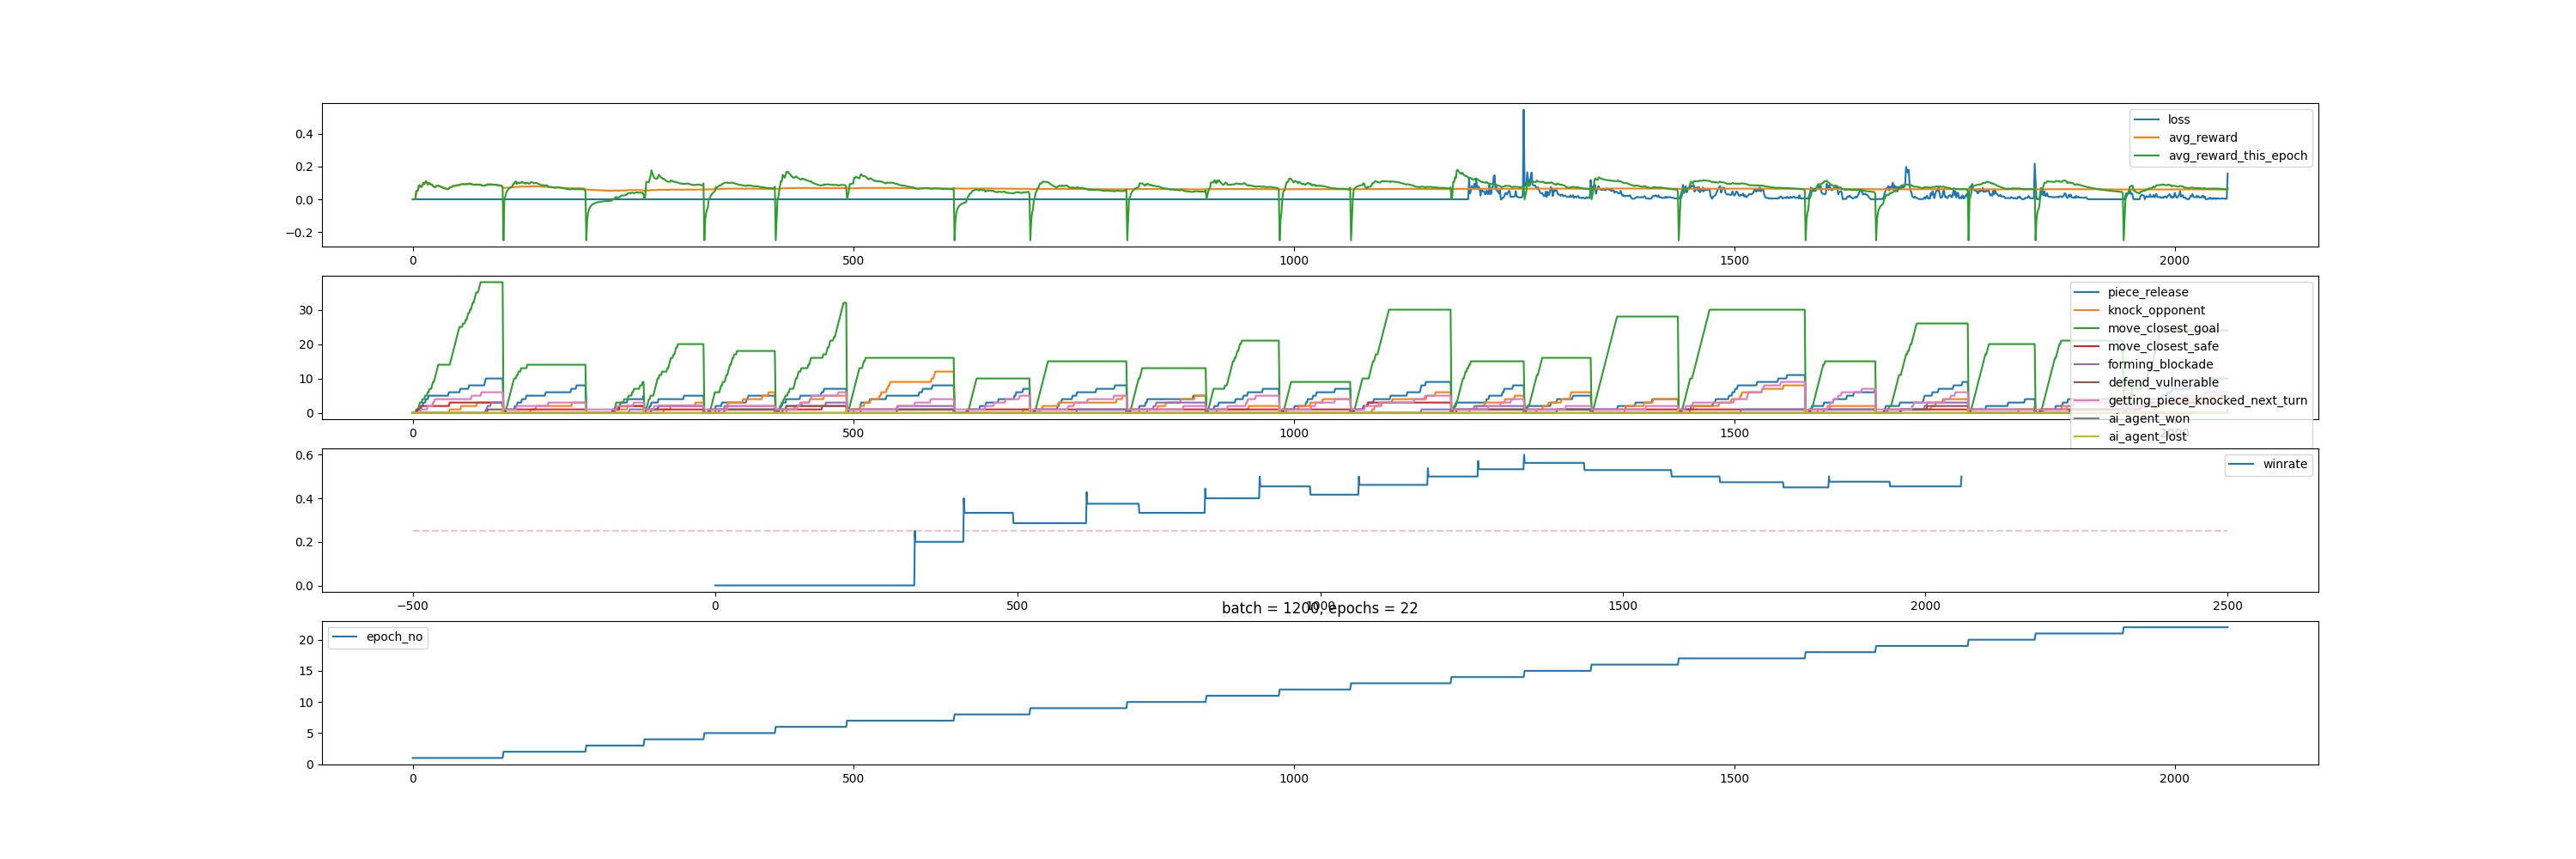 0.4
0.2
0.0
−0.2
loss
avg_reward
avg_reward_this_epoch
0 500 1000 1500 2000
30
20
10
0
piece_release
knock_opponent
move_closest_goal
move_closest_safe
forming_blockade
defend_vulnerable
getting_piece_knocked_next_turn
ai_agent_won
ai_agent_lost
0 500 1000 1500 2000
0.6
0.4
0.2
0.0
winrate
−500 0 500 1000 1500 2000 2500
batch = 1200, epochs = 22
20
15
10
5
0
epoch_no
0 500 1000 1500 2000